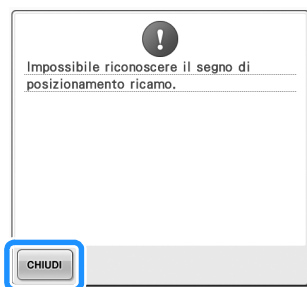 Impossibile riconoscere il segno di
posizionamento ricamo.
CHIUDI